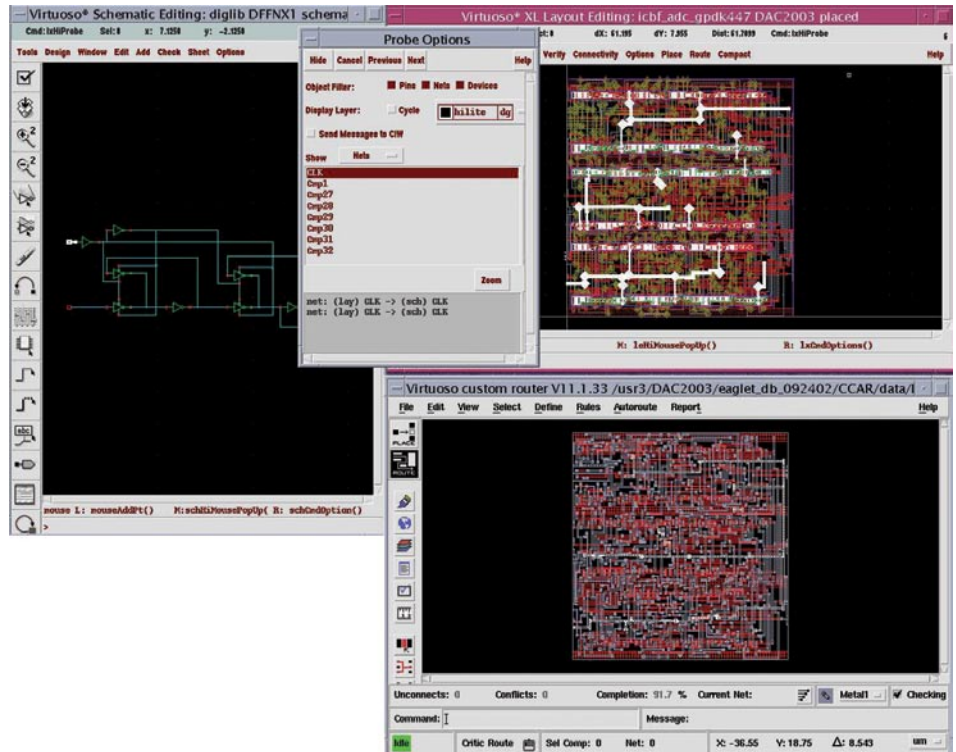 Virtuoso® Schematic Editing: diglib DFFNX1 schema
Cmd: lxHiProbe Sel: 0 x: 7.1250 y: -2.1250
Tools Design Window Edit Add Check Sheet Options
mouse L: mouseAddPt() M:schHiMousePopUp( R: schCmdOption()
>
Probe Options
Hide Cancel Previous Next Help
Object Filter: Pins Nets Devices
Display Layer: Cycle hilite dg
Send Messages to CIW
Show Nets
CLK
Cmp1
Cmp27
Cmp28
Cmp29
Cmp30
Cmp31
Cmp32
Zoom
net: (lay) CLK -> (sch) CLK
net: (lay) CLK -> (sch) CLK
Virtuoso® XL Layout Editing: icbf_adc_gpdk447 DAC2003 placed
dX: 61.195 dY: 7.955 Dist: 61.7099 Cmd: lxHiProbe 6
Verify Connectivity Options Place Route Compact Help
M: leHiMousePopUp() R: lxCmdOptions()
Virtuoso custom router V11.1.33 /usr3/DAC2003/eaglet_db_092402/CCAR/data/
File Edit View Select Define Rules Autoroute Report Help
PLACE
ROUTE
abc
Unconnects: 0 Conflicts: 0 Completion: 91.7 % Current Net: Metal1 Checking
Command: Message:
Idle Critic Route Sel Comp: 0 Net: 0 X: -36.55 Y: 18.75 Δ: 8.543 um